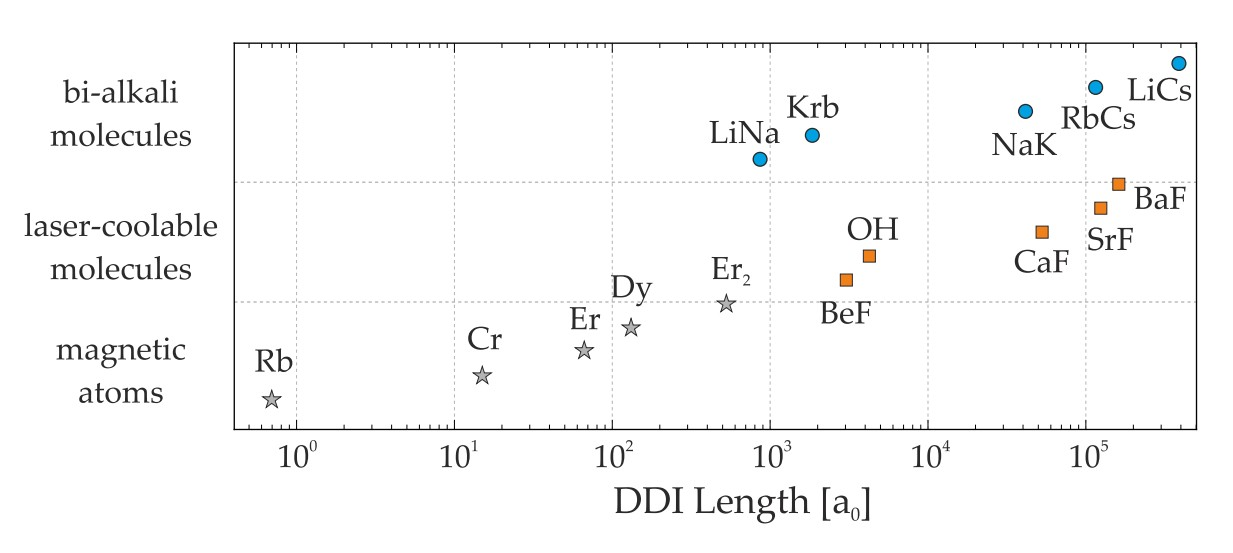 bi-alkali
molecules
laser-coolable
molecules
magnetic
atoms
LiCs
RbCs
Krb
LiNa
NaK
BaF
SrF
OH
CaF
Er₂
Dy
BeF
Er
Cr
Rb
10⁰ 10¹ 10² 10³ 10⁴ 10⁵
DDI Length [a₀]